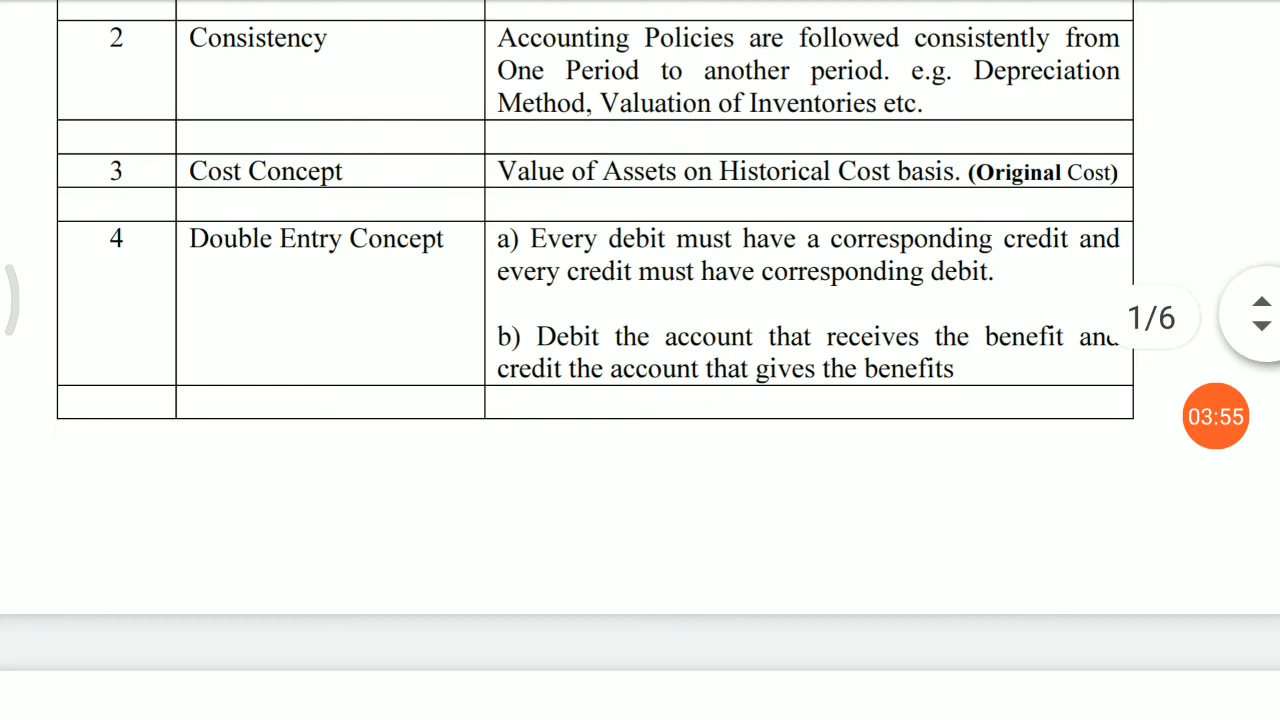 2
Consistency
Accounting Policies are followed consistently from
One Period to another period. e.g. Depreciation
Method, Valuation of Inventories etc.
3
Cost Concept
Value of Assets on Historical Cost basis. (Original Cost)
4
Double Entry Concept
a) Every debit must have a corresponding credit and
every credit must have corresponding debit.
b) Debit the account that receives the benefit and
credit the account that gives the benefits
1/6
03:55